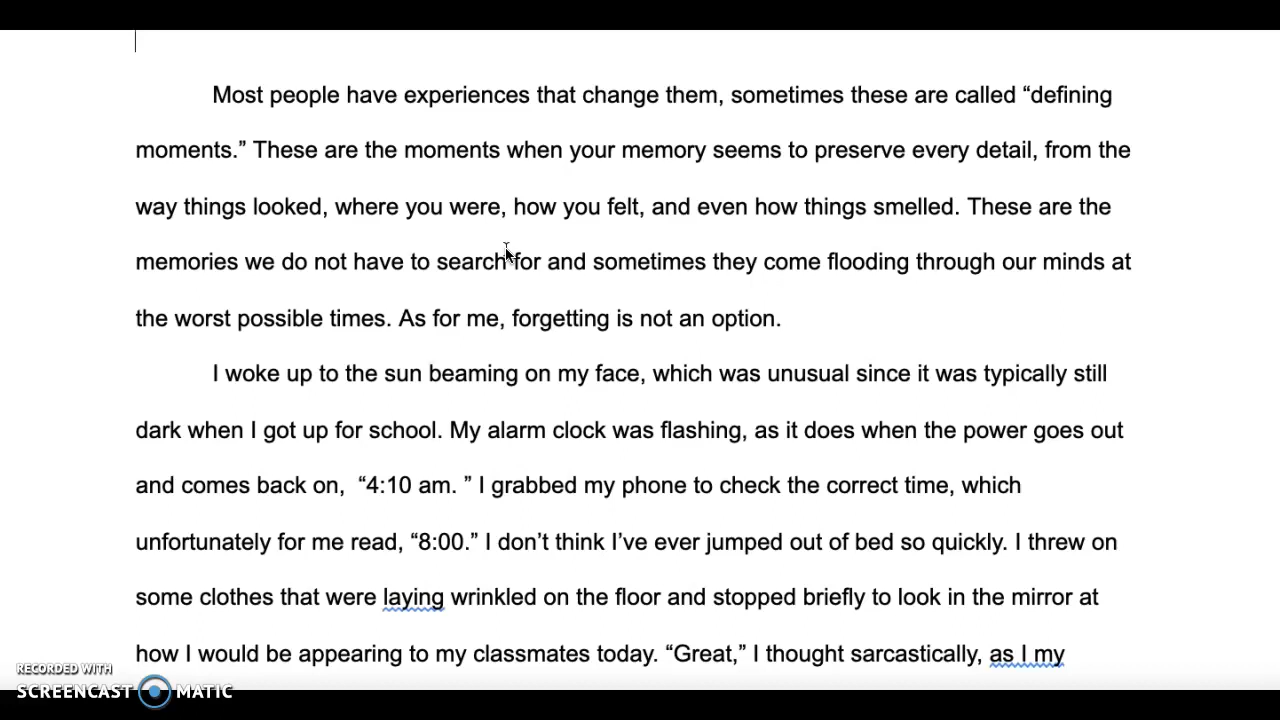 Most people have experiences that change them, sometimes these are called “defining
moments.” These are the moments when your memory seems to preserve every detail, from the
way things looked, where you were, how you felt, and even how things smelled. These are the
memories we do not have to search for and sometimes they come flooding through our minds at
the worst possible times. As for me, forgetting is not an option.
I woke up to the sun beaming on my face, which was unusual since it was typically still
dark when I got up for school. My alarm clock was flashing, as it does when the power goes out
and comes back on,  “4:10 am. ” I grabbed my phone to check the correct time, which
unfortunately for me read, “8:00.” I don’t think I’ve ever jumped out of bed so quickly. I threw on
some clothes that were laying wrinkled on the floor and stopped briefly to look in the mirror at
how I would be appearing to my classmates today. “Great,” I thought sarcastically, as I my
RECORDED WITH
SCREENCAST MATIC